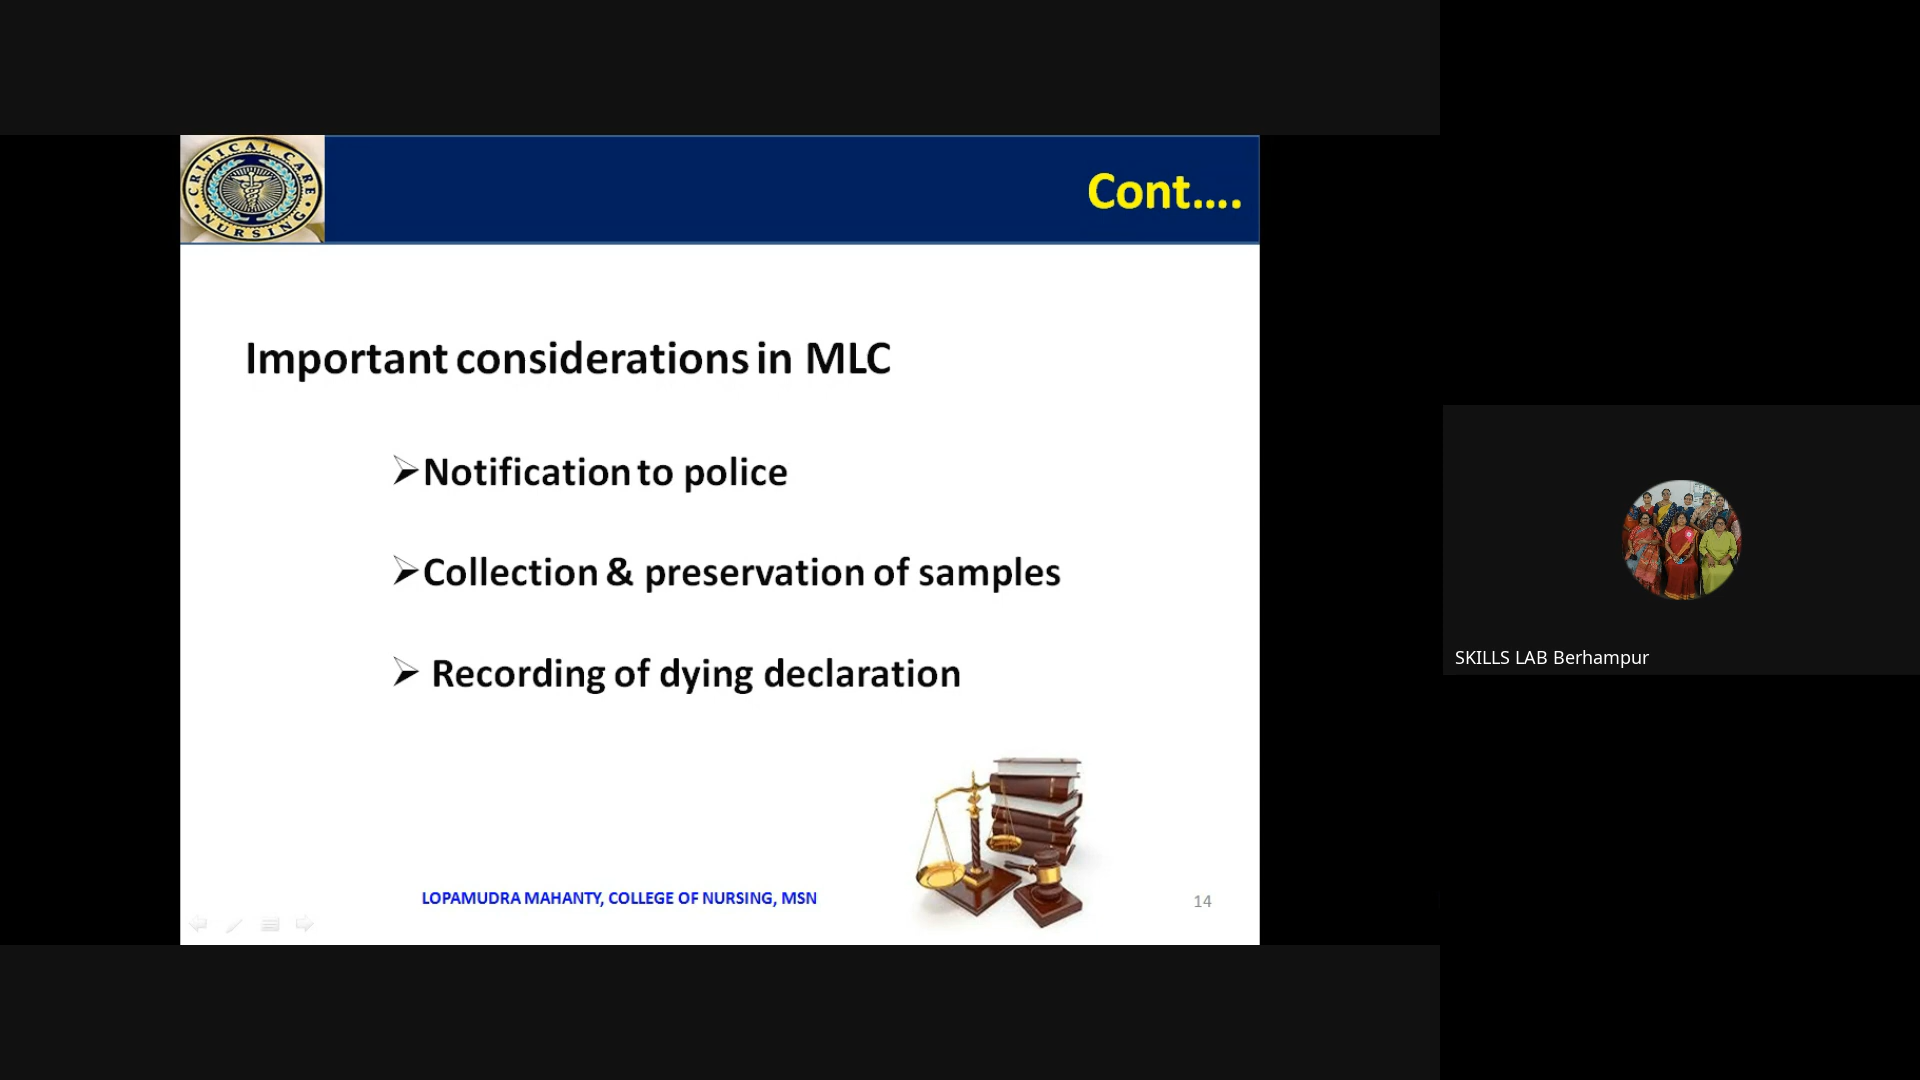 CRITICAL CARE
NURSING
Cont....
Important considerations in MLC
➢Notification to police
➢Collection & preservation of samples
➢ Recording of dying declaration
LOPAMUDRA MAHANTY, COLLEGE OF NURSING, MSN
14
SKILLS LAB Berhampur